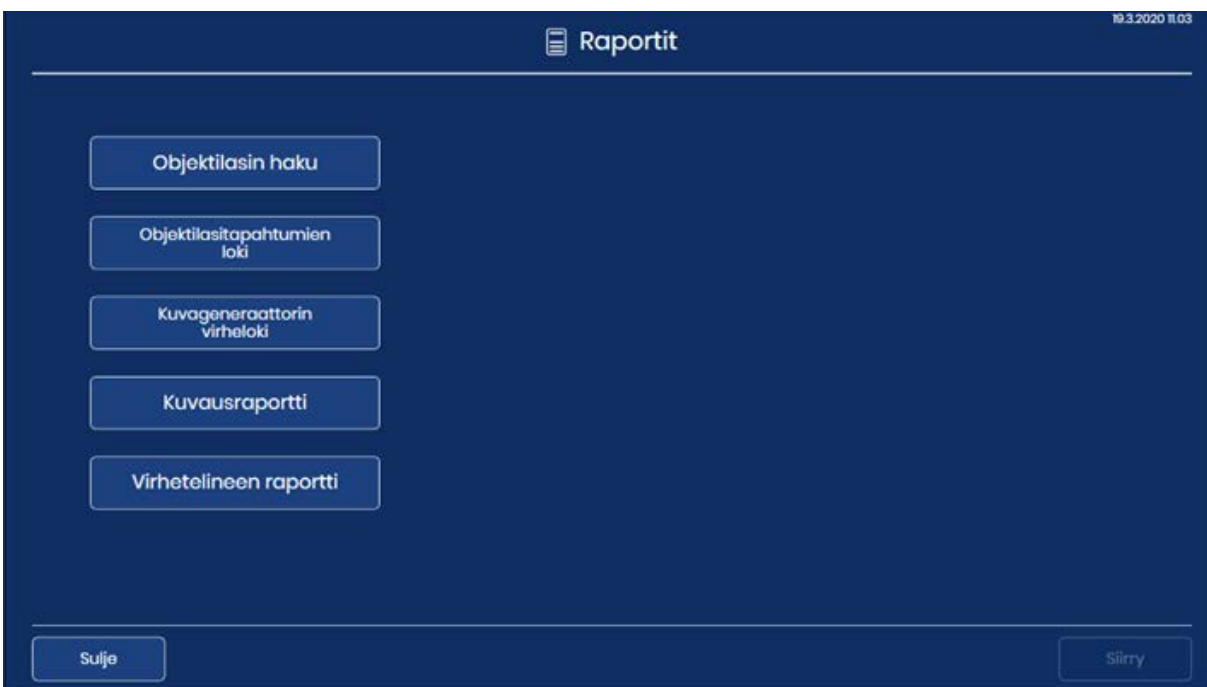 19.3.2020 11.03
Raportit
Objektilasin haku
Objektilasitapahtumien
loki
Kuvageneraattorin
virheloki
Kuvausraportti
Virhetelineen raportti
Sulje
Siirry